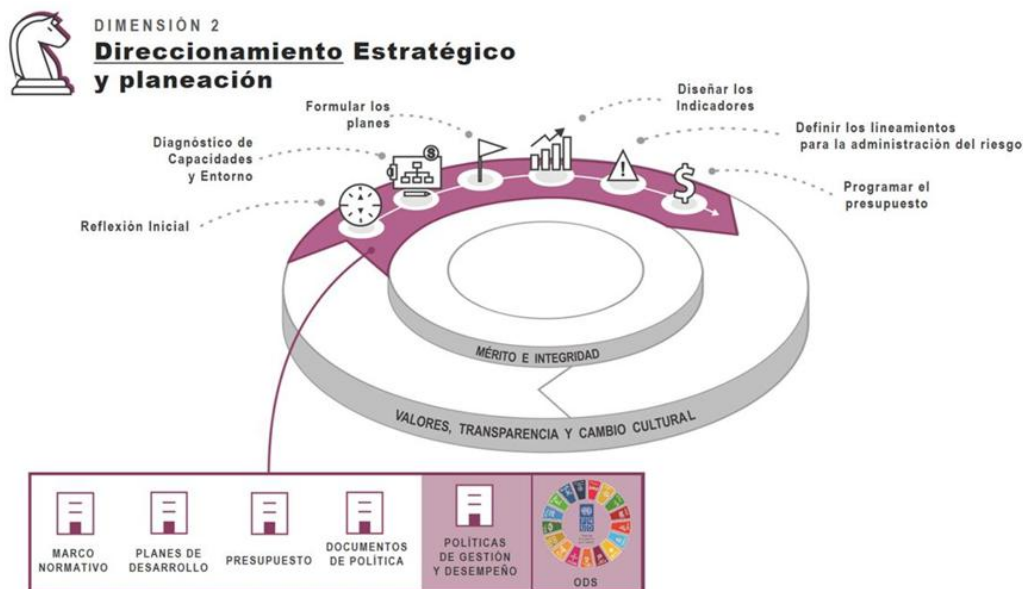 DIMENSIÓN 2
Direccionamiento Estratégico
y planeación
Reflexión Inicial
Diagnóstico de
Capacidades
y Entorno
Formular los
planes
Diseñar los
Indicadores
Definir los lineamientos
para la administración del riesgo
Programar el
presupuesto
MÉRITO E INTEGRIDAD
VALORES, TRANSPARENCIA Y CAMBIO CULTURAL
MARCO
NORMATIVO
PLANES DE
DESARROLLO
PRESUPUESTO
DOCUMENTOS
DE POLÍTICA
POLÍTICAS
DE GESTIÓN
Y DESEMPEÑO
ODS